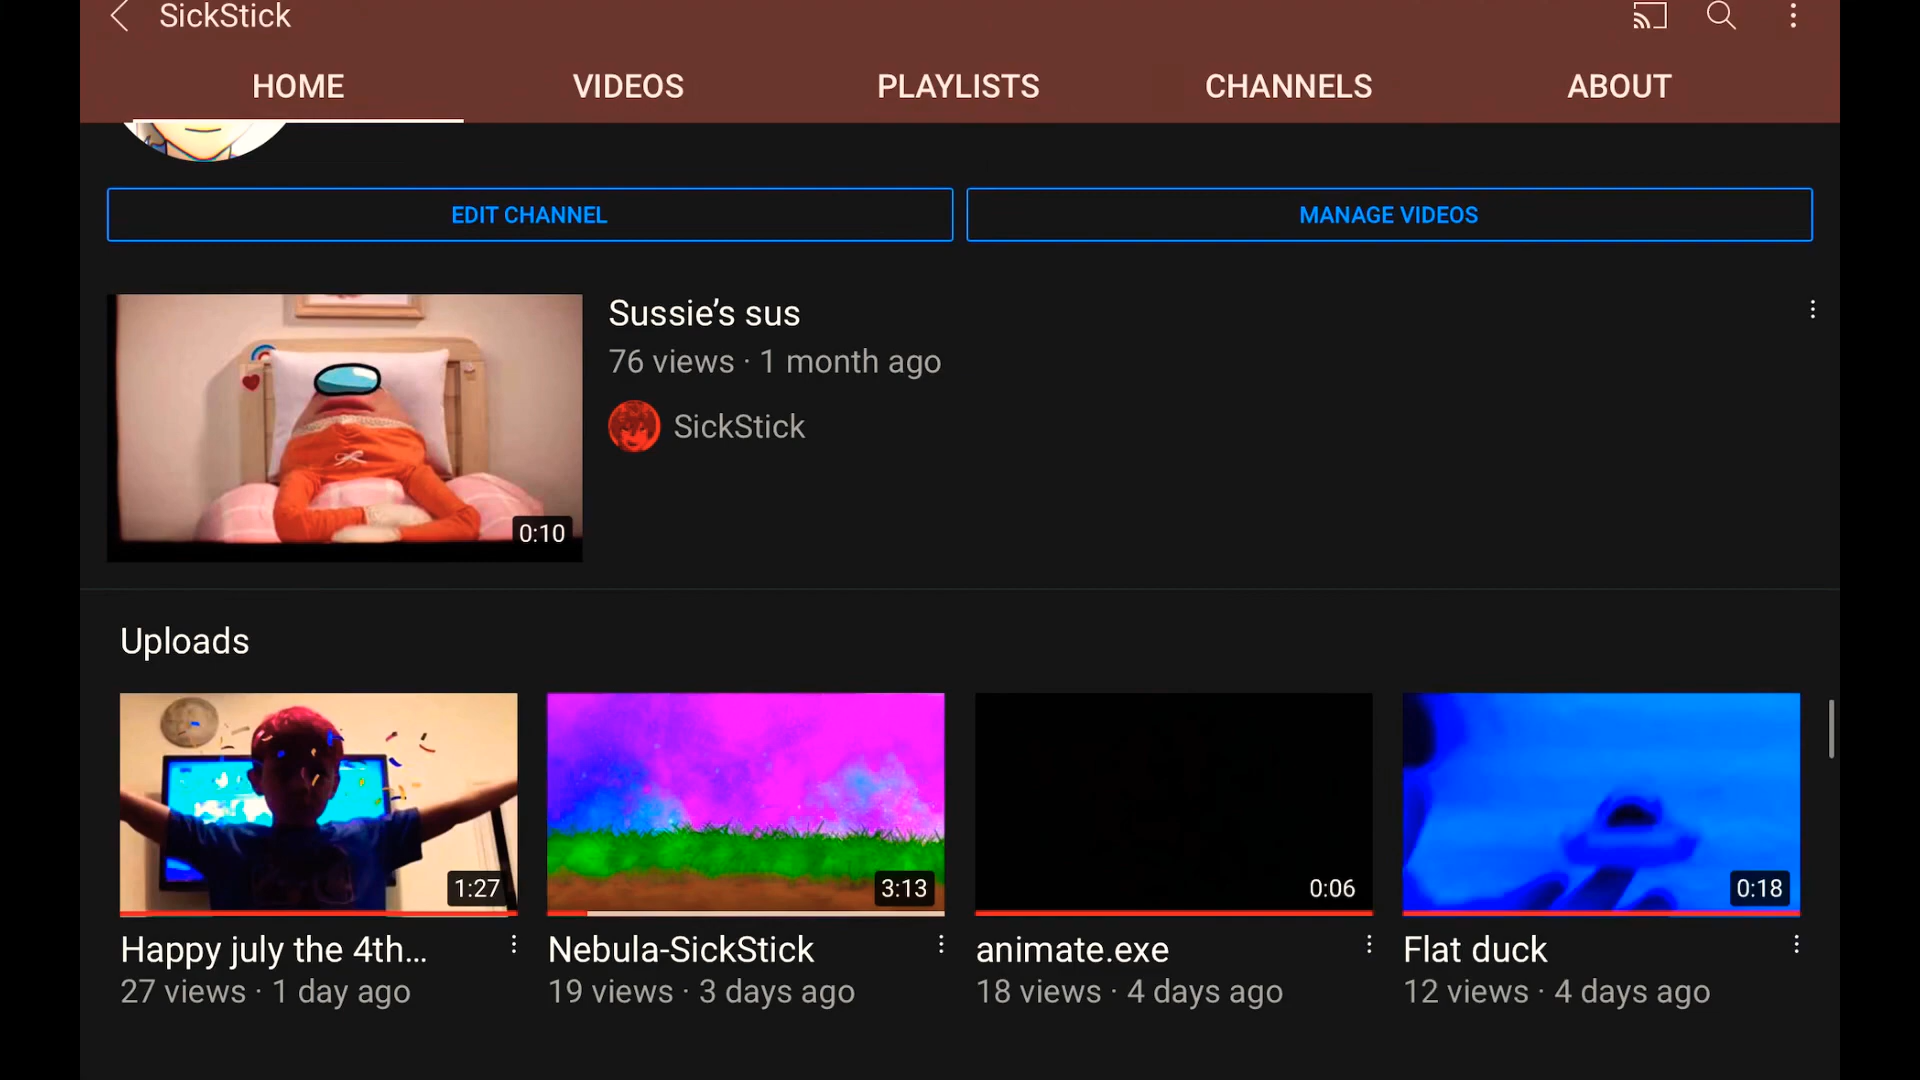 SickStick
HOME VIDEOS PLAYLISTS CHANNELS ABOUT
EDIT CHANNEL MANAGE VIDEOS
Sussie’s sus
76 views · 1 month ago
SickStick
0:10
Uploads
1:27 3:13 0:06 0:18
Happy july the 4th... Nebula-SickStick animate.exe Flat duck
27 views · 1 day ago 19 views · 3 days ago 18 views · 4 days ago 12 views · 4 days ago